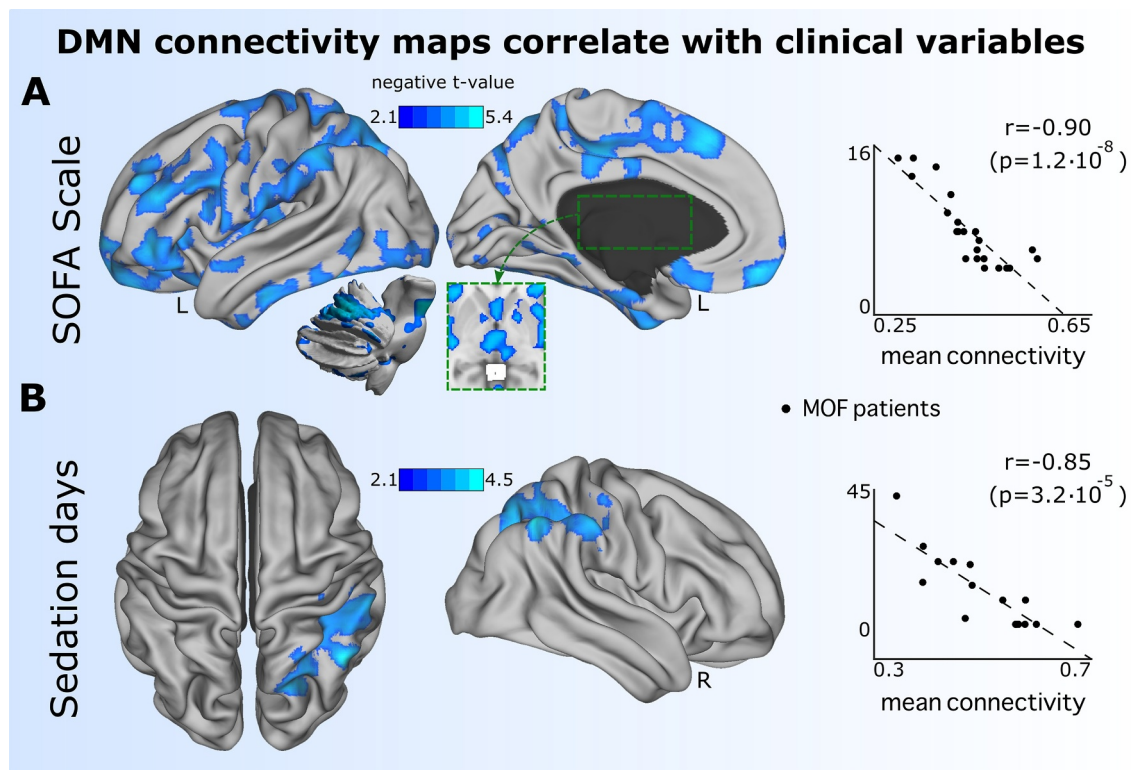 DMN connectivity maps correlate with clinical variables
A
SOFA Scale
negative t-value
2.1 5.4
L
L
r=-0.90
(p=1.2·10-8)
16
0
0.25 0.65
mean connectivity
B
Sedation days
2.1 4.5
R
MOF patients
r=-0.85
(p=3.2·10-5)
45
0
0.3 0.7
mean connectivity